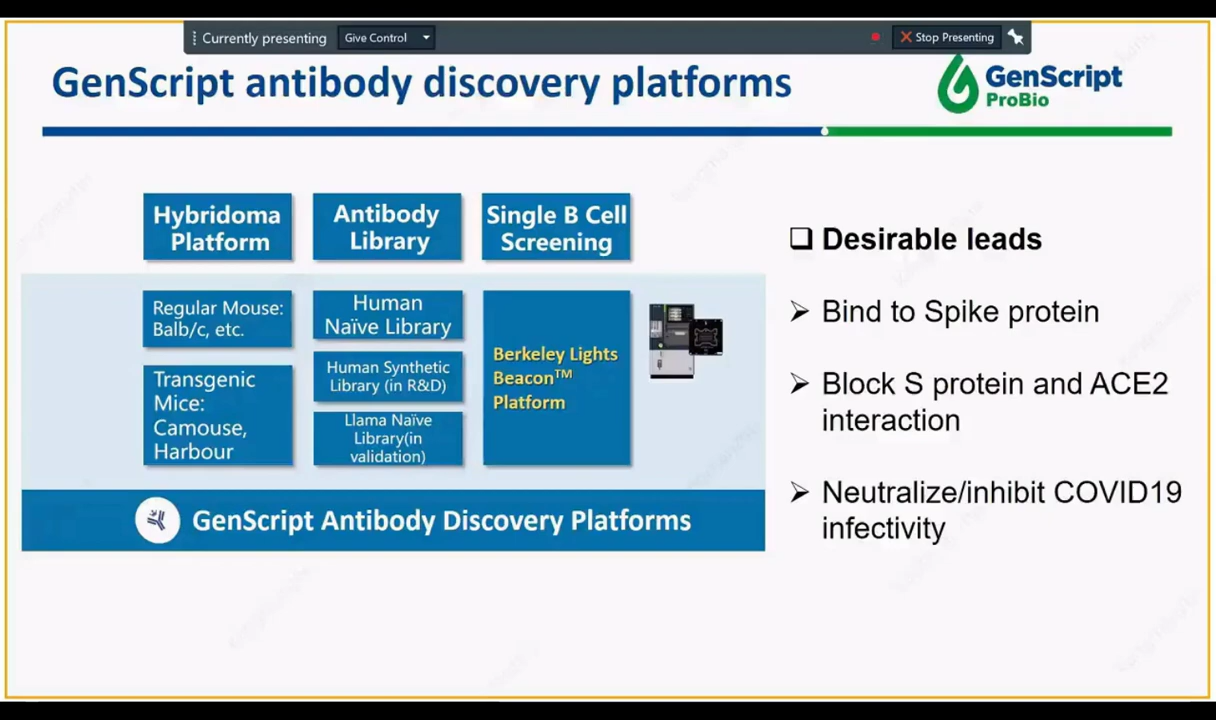 Currently presenting
Give Control
Stop Presenting
GenScript antibody discovery platforms
GenScript
ProBio
Hybridoma
Platform
Antibody
Library
Single B Cell
Screening
Regular Mouse:
Balb/c, etc.
Transgenic
Mice:
Camouse,
Harbour
Human
Naïve Library
Human Synthetic
Library (in R&D)
Llama Naïve
Library(in
validation)
Berkeley Lights
Beacon™
Platform
GenScript Antibody Discovery Platforms
Desirable leads
Bind to Spike protein
Block S protein and ACE2
interaction
Neutralize/inhibit COVID19
infectivity